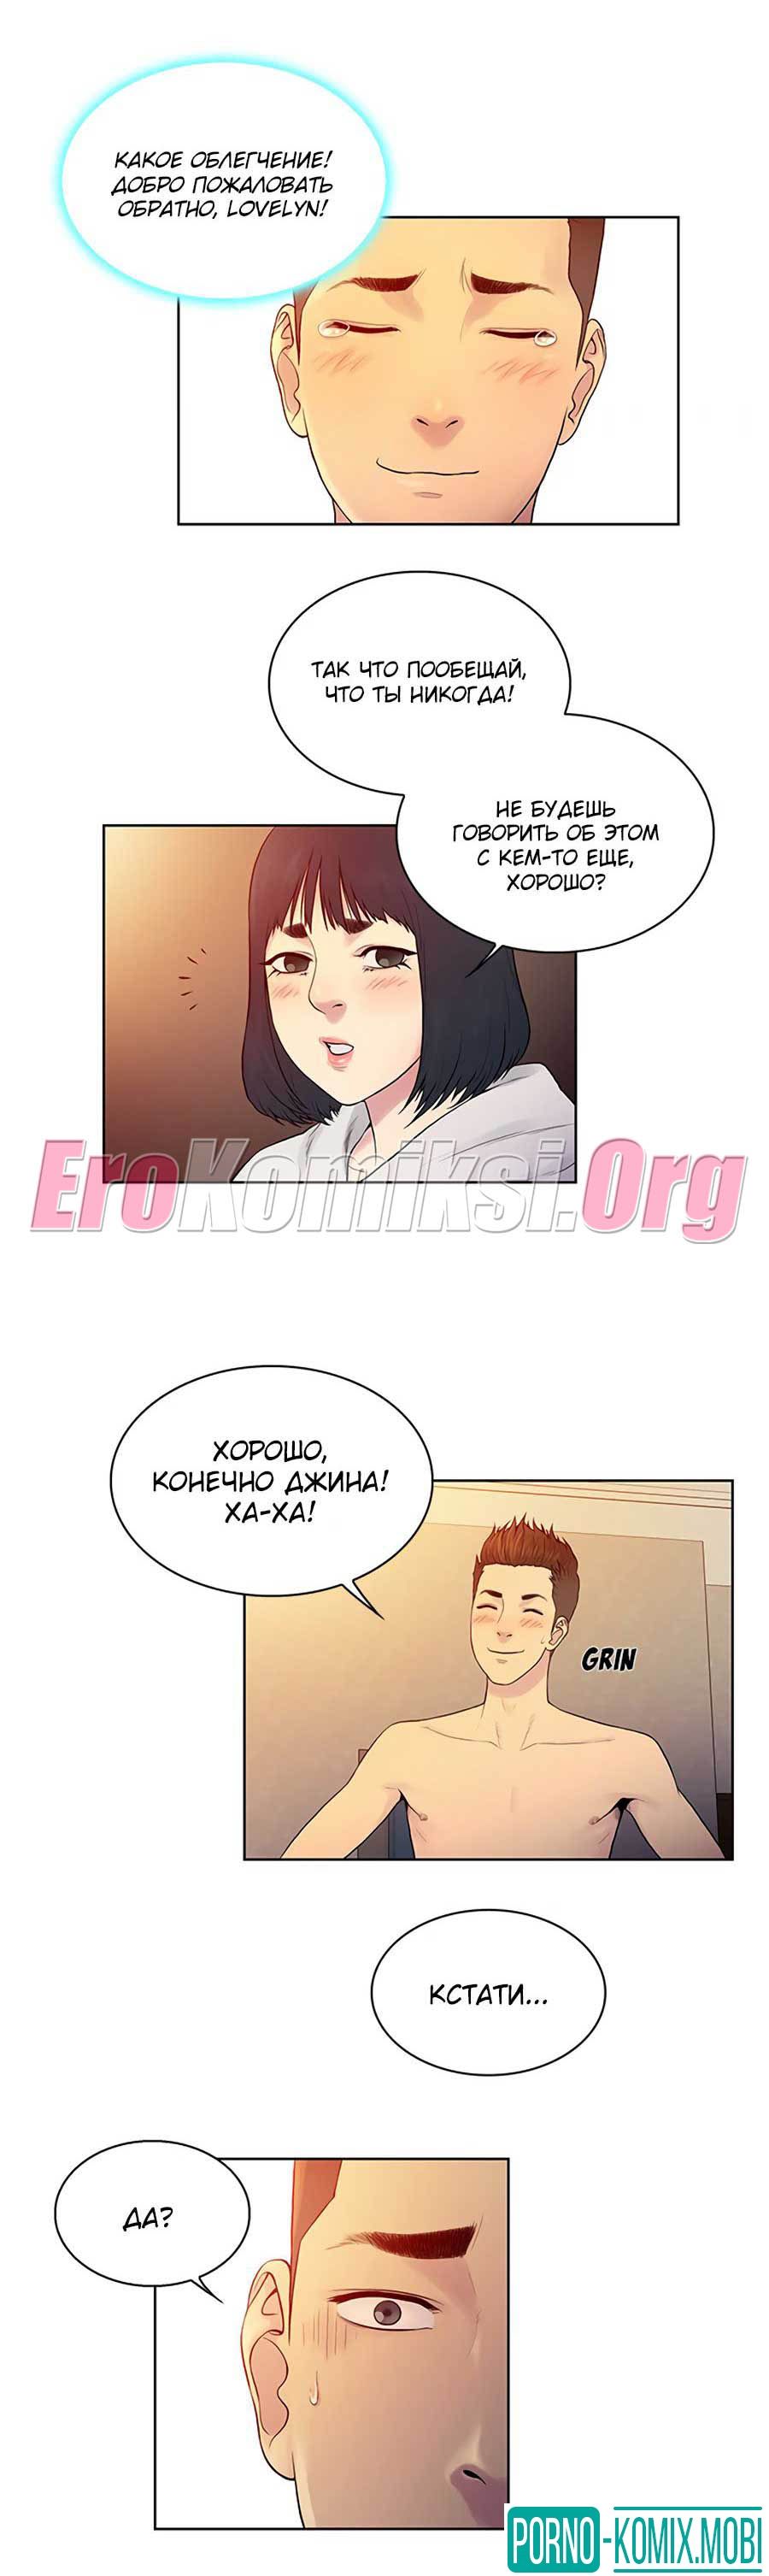 КАКОЕ ОБЛЕГЧЕНИЕ!
ДОБРО ПОЖАЛОВАТЬ
ОБРАТНО, LOVELYN!
ТАК ЧТО ПООБЕЩАЙ,
ЧТО ТЫ НИКОГДА!
НЕ БУДЕШЬ
ГОВОРИТЬ ОБ ЭТОМ
С КЕМ-ТО ЕЩЕ,
ХОРОШО?
EroKomiksi.Org
ХОРОШО,
КОНЕЧНО ДЖИНА!
ХА-ХА!
GRIN
КСТАТИ...
ДА?
PORNO-KOMIX.MOBI